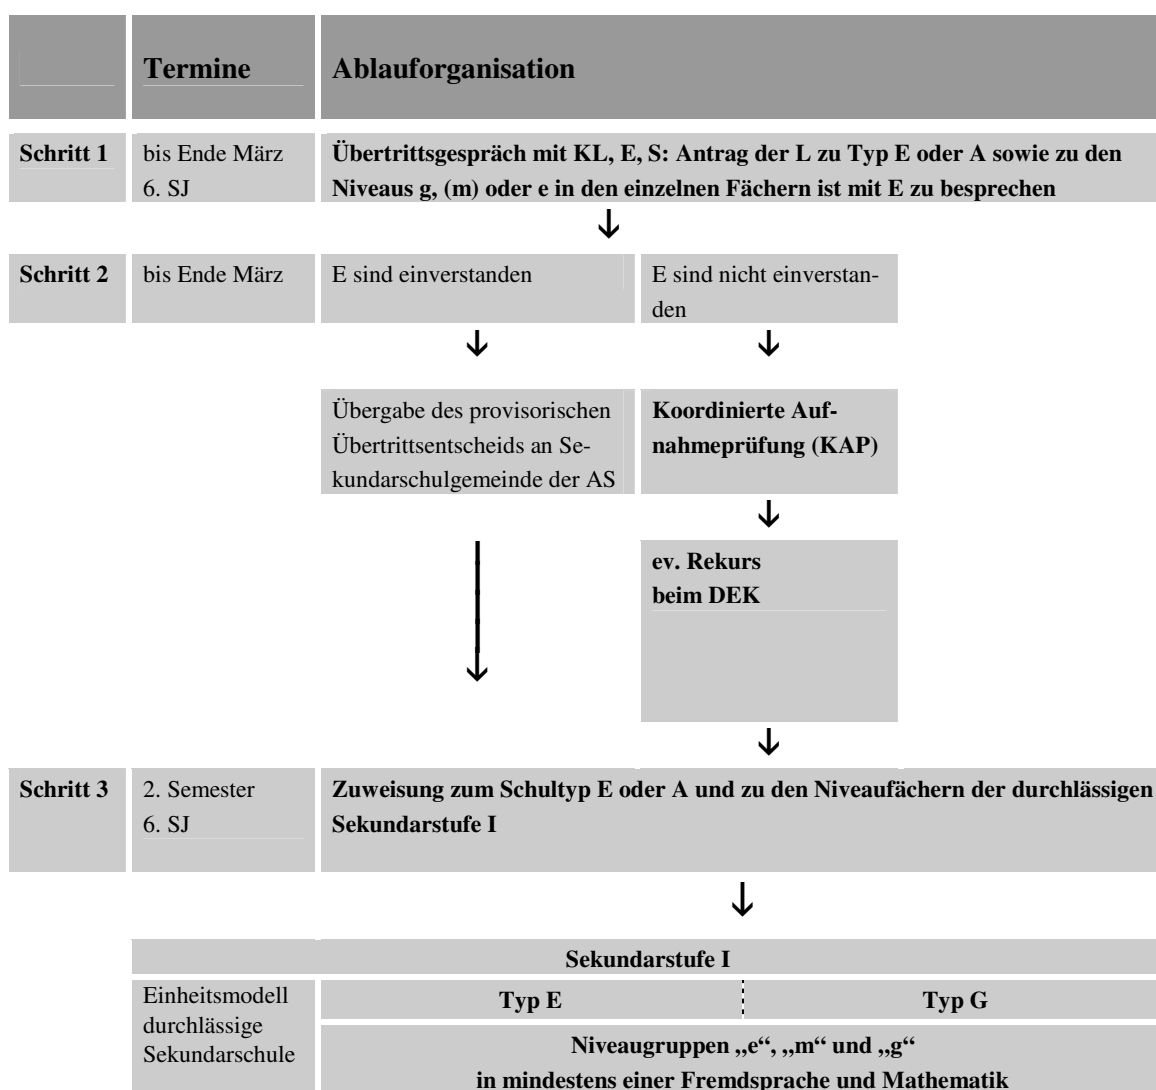 Termine Ablauforganisation
Schritt 1 bis Ende März Übertrittsgespräch mit KL, E, S: Antrag der L zu Typ E oder A sowie zu den
6. SJ Niveaus g, (m) oder e in den einzelnen Fächern ist mit E zu besprechen
Schritt 2 bis Ende März E sind einverstanden E sind nicht einverstan-
den
Übergabe des provisorischen
Übertrittsentscheids an Se-
kundarschulgemeinde der AS
Koordinierte Auf-
nahmeprüfung (KAP)
ev. Rekurs
beim DEK
Schritt 3 2. Semester Zuweisung zum Schultyp E oder A und zu den Niveaufächern der durchlässigen
6. SJ Sekundarstufe I
Sekundarstufe I
Einheitsmodell
durchlässige
Sekundarschule
Typ E Typ G
Niveaugruppen „e“, „m“ und „g“
in mindestens einer Fremdsprache und Mathematik